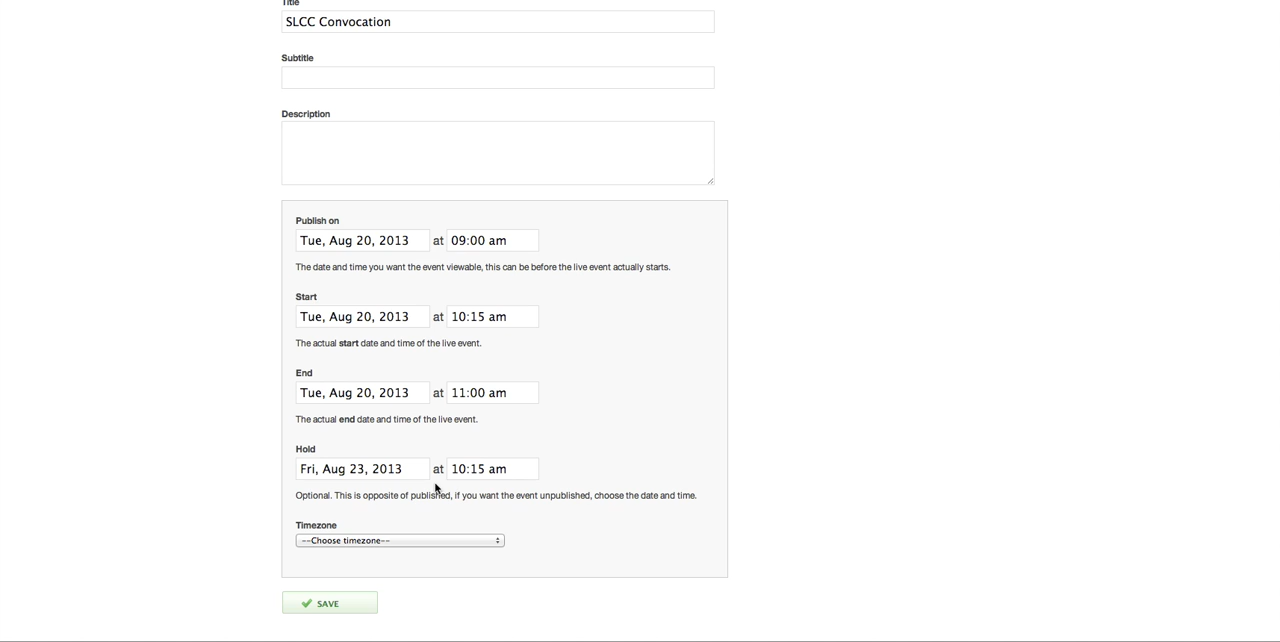 Title
SLCC Convocation
Subtitle
Description
Publish on
Tue, Aug 20, 2013 at 09:00 am
The date and time you want the event viewable, this can be before the live event actually starts.
Start
Tue, Aug 20, 2013 at 10:15 am
The actual start date and time of the live event.
End
Tue, Aug 20, 2013 at 11:00 am
The actual end date and time of the live event.
Hold
Fri, Aug 23, 2013 at 10:15 am
Optional. This is opposite of published, if you want the event unpublished, choose the date and time.
Timezone
--Choose timezone--
SAVE